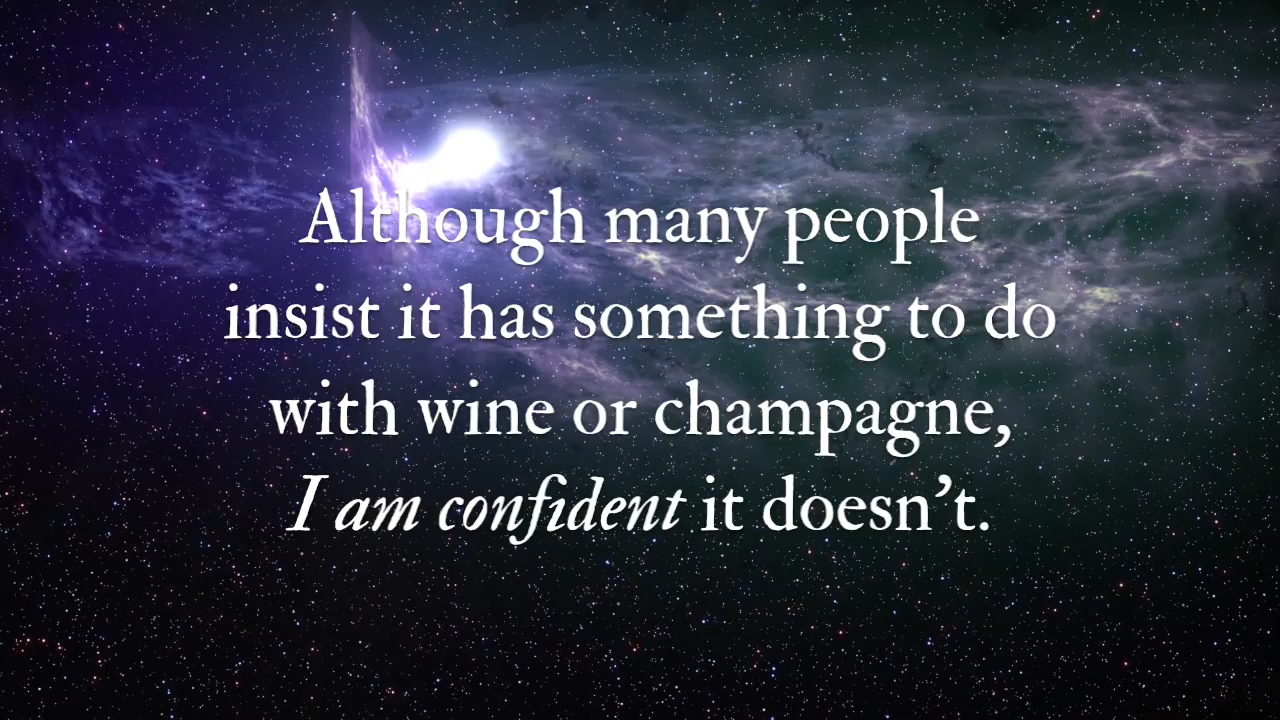 Although many people
insist it has something to do
with wine or champagne,
I am confident it doesn’t.